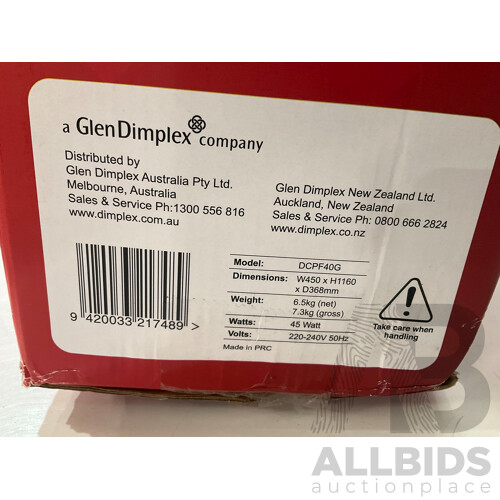 a GlenDimplex company
Distributed by
Glen Dimplex Australia Pty Ltd.
Melbourne, Australia
Sales & Service Ph:1300 556 816
www.dimplex.com.au
Glen Dimplex New Zealand Ltd.
Auckland, New Zealand
Sales & Service Ph: 0800 666 2824
www.dimplex.co.nz
9 420033 217489 >
Model: DCPF40G
Dimensions: W450 x H1160
x D368mm
Weight: 6.5kg (net)
7.3kg (gross)
Watts: 45 Watt
Volts: 220-240V 50Hz
Made in PRC
Take care when
handling
ALLBIDS
auctionplace